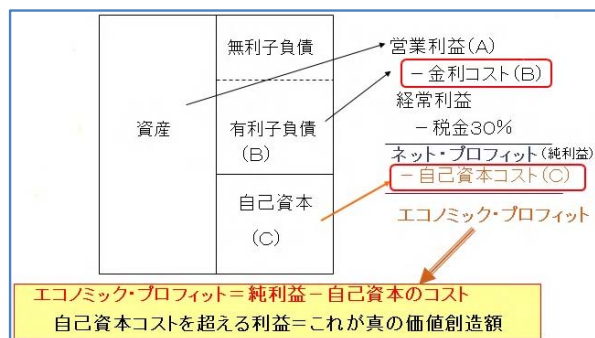 無利子負債
資産
有利子負債
(B)
自己資本
(C)
営業利益(A)
－金利コスト(B)
経常利益
－税金30%
ネット・プロフィット(純利益)
－自己資本コスト(C)
エコノミック・プロフィット
エコノミック・プロフィット＝純利益－自己資本のコスト
自己資本コストを超える利益＝これが真の価値創造額